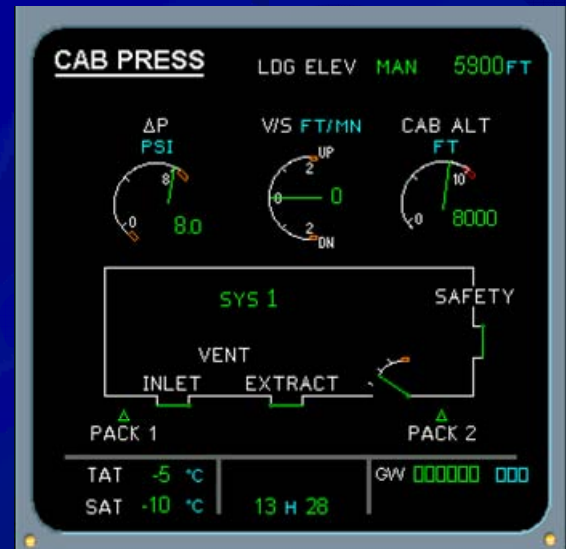 CAB PRESS LDG ELEV MAN 5900FT
ΔP V/S FT/MN CAB ALT
PSI UP FT
8 2 10
0 8.0 0 0 0 8000
2
DN
SYS 1 SAFETY
VENT
INLET EXTRACT
PACK 1 PACK 2
TAT -5 °C GW
SAT -10 °C 13 H 28